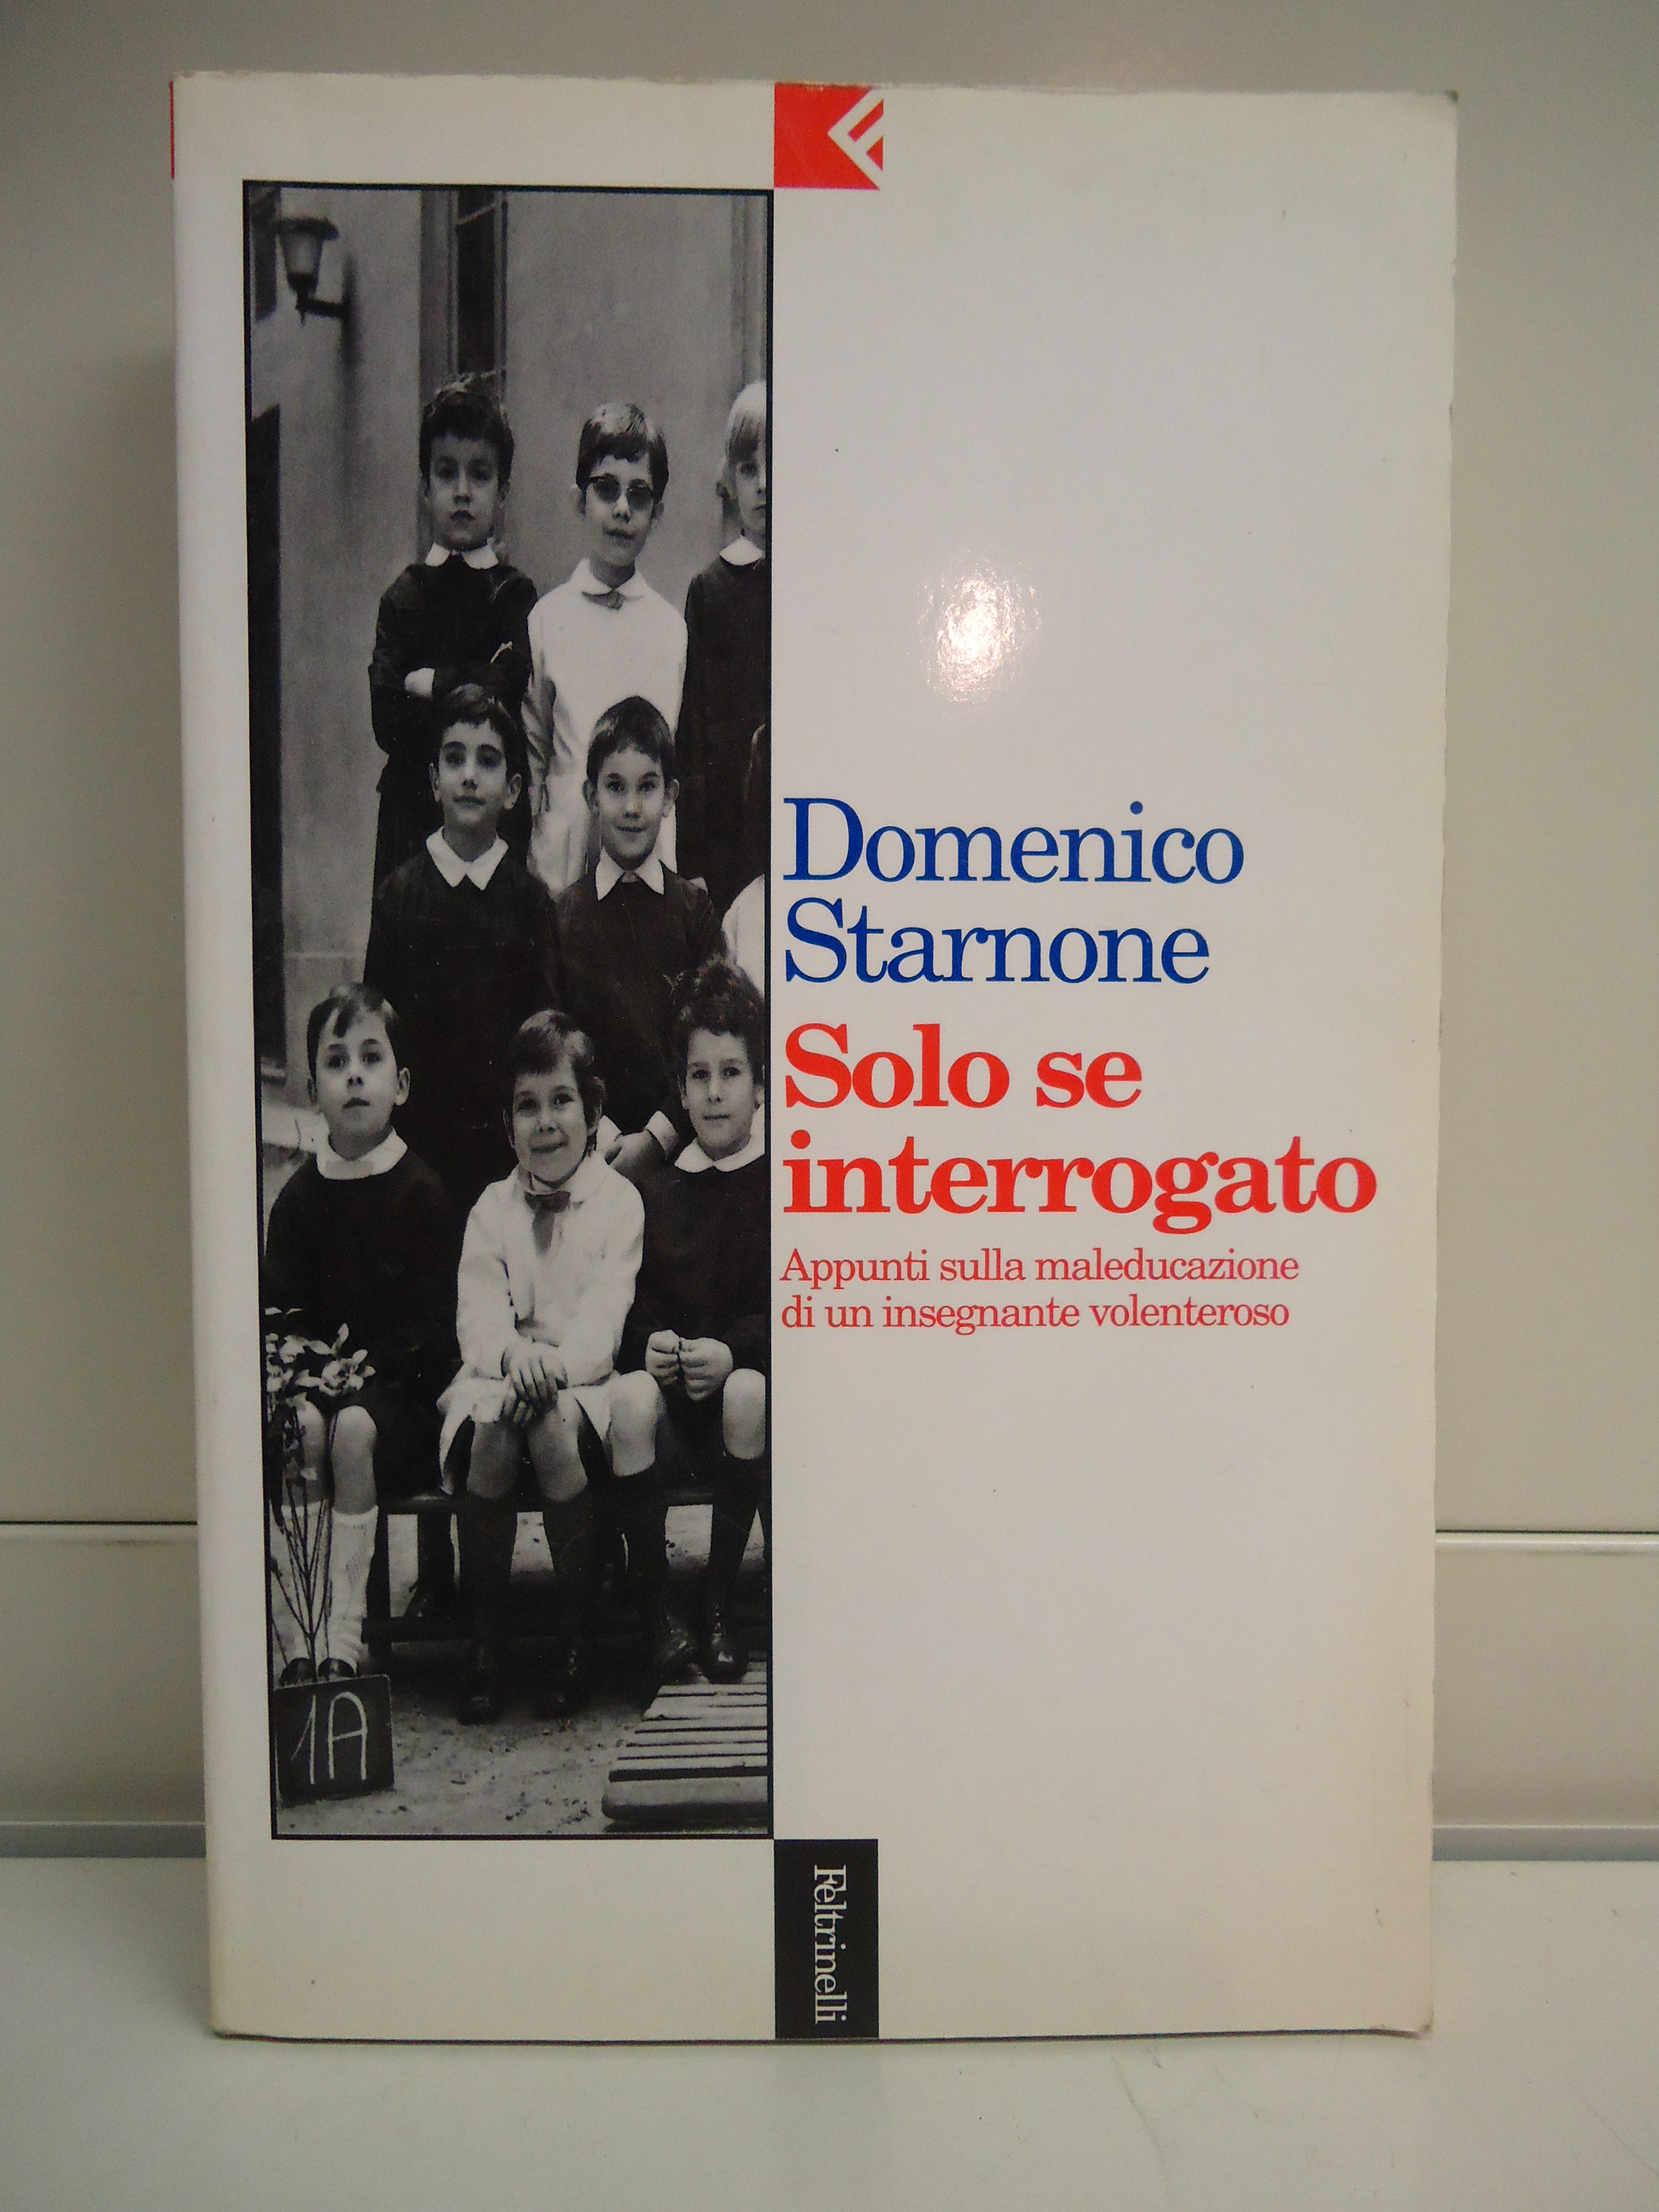 Domenico
Starnone
Solo se
interrogato
Appunti sulla maleducazione
di un insegnante volenteroso
1A
Feltrinelli